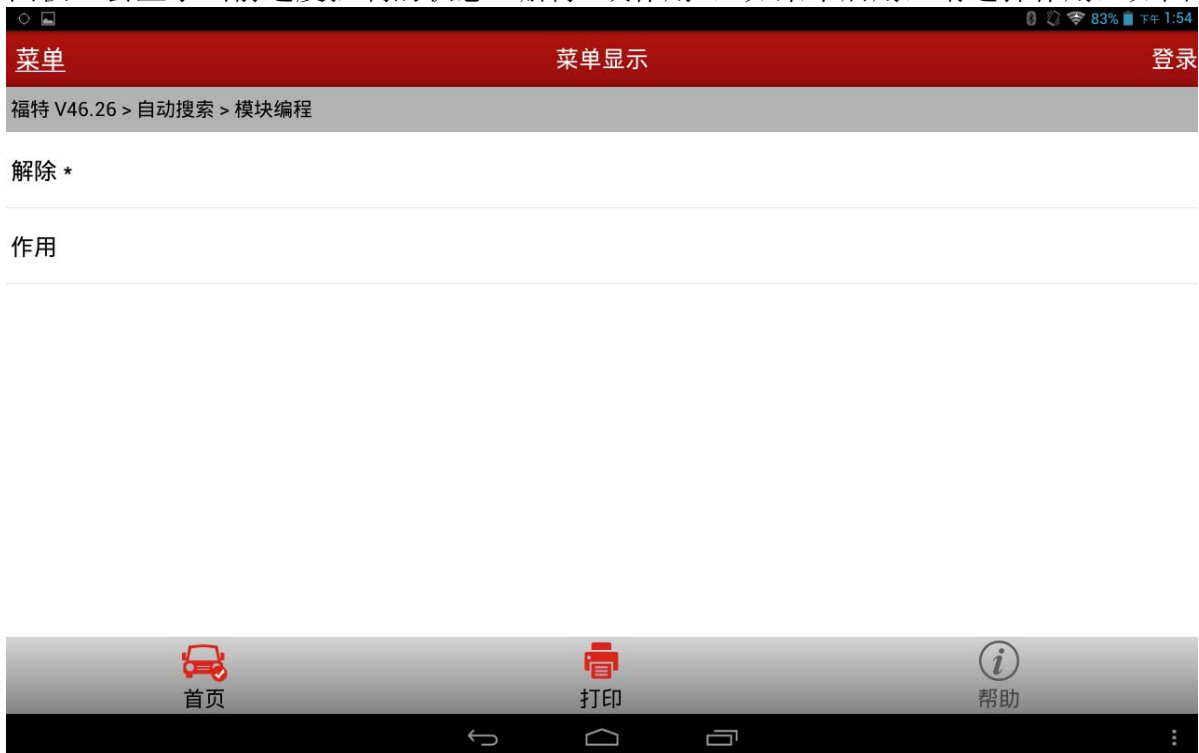 83% 下午 1:54
菜单 菜单显示 登录
福特 V46.26 > 自动搜索 > 模块编程
解除 *
作用
首页 打印 帮助